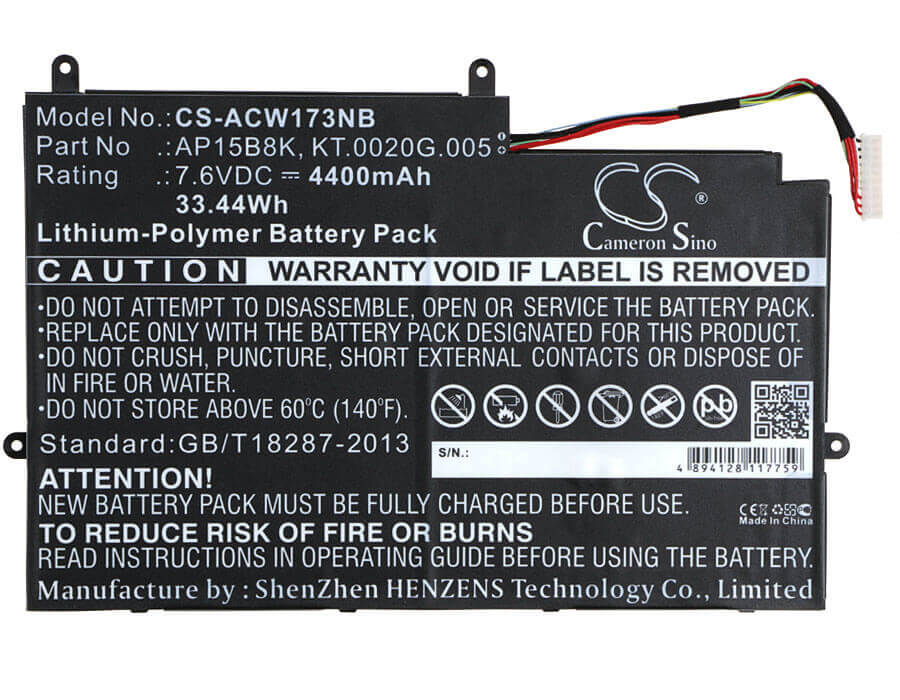 Model No.:CS-ACW173NB
Part No .:AP15B8K, KT.0020G.005
Rating .:7.6VDC ⎓ 4400mAh
33.44Wh
Lithium-Polymer Battery Pack
CS ®
Cameron Sino
CAUTION WARRANTY VOID IF LABEL IS REMOVED
•DO NOT ATTEMPT TO DISASSEMBLE, OPEN OR SERVICE THE BATTERY PACK.
•REPLACE ONLY WITH THE BATTERY PACK DESIGNATED FOR THIS PRODUCT.
•DO NOT CRUSH, PUNCTURE, SHORT EXTERNAL CONTACTS OR DISPOSE OF
IN FIRE OR WATER.
•DO NOT STORE ABOVE 60°C (140°F).
Pb
Standard:GB/T18287-2013
S/N.:
4 894128 117759
ATTENTION!
NEW BATTERY PACK MUST BE FULLY CHARGED BEFORE USE.
CE
Made In China
TO REDUCE RISK OF FIRE OR BURNS
READ INSTRUCTIONS IN OPERATING GUIDE BEFORE USING THE BATTERY.
Manufacture by : ShenZhen HENZENS Technology Co., Ltd.